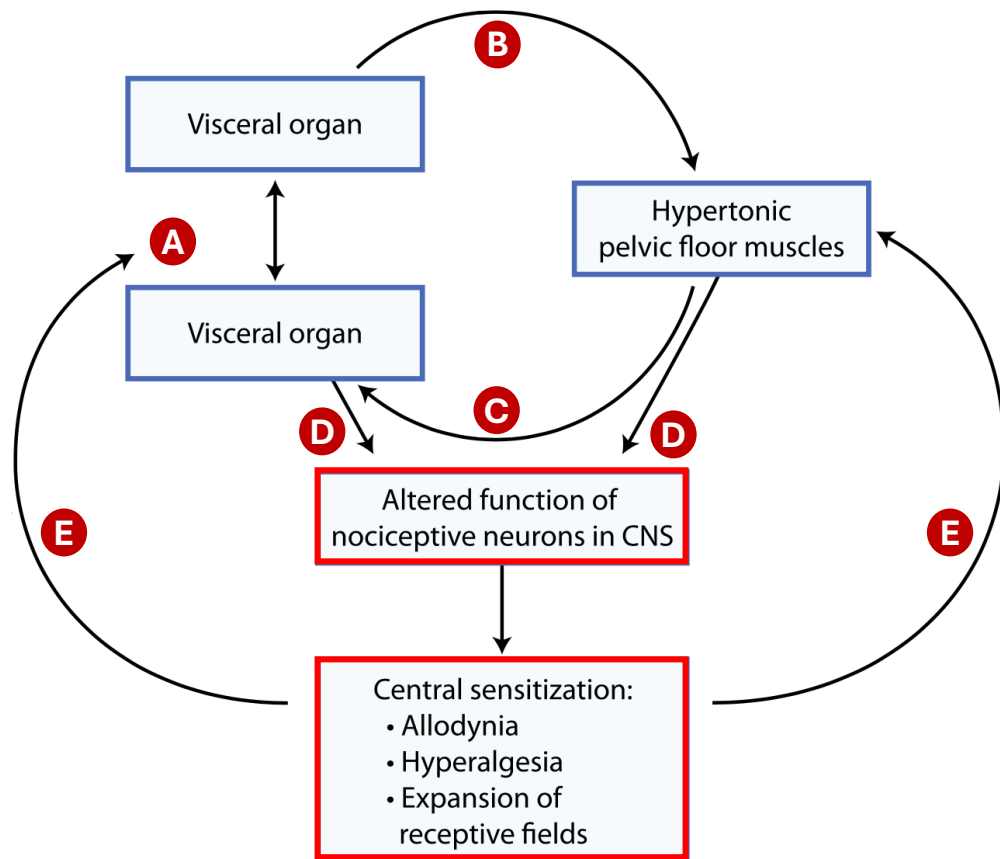 B
Visceral organ
Hypertonic
pelvic floor muscles
A
Visceral organ
C
D
D
Altered function of
nociceptive neurons in CNS
E
E
Central sensitization:
• Allodynia
• Hyperalgesia
• Expansion of
receptive fields